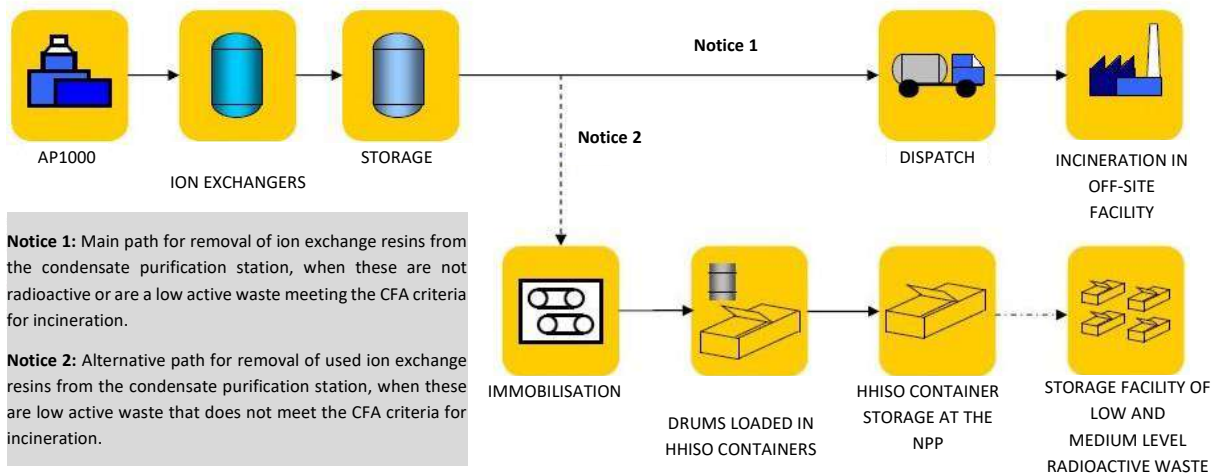 Notice 1
Notice 2
AP1000
ION EXCHANGERS
STORAGE
DISPATCH
INCINERATION IN
OFF-SITE
FACILITY
Notice 1: Main path for removal of ion exchange resins from
the condensate purification station, when these are not
radioactive or are a low active waste meeting the CFA criteria
for incineration.
Notice 2: Alternative path for removal of used ion exchange
resins from the condensate purification station, when these
are low active waste that does not meet the CFA criteria for
incineration.
IMMOBILISATION
DRUMS LOADED IN
HHISO CONTAINERS
HHISO CONTAINER
STORAGE AT THE
NPP
STORAGE FACILITY OF
LOW AND
MEDIUM LEVEL
RADIOACTIVE WASTE